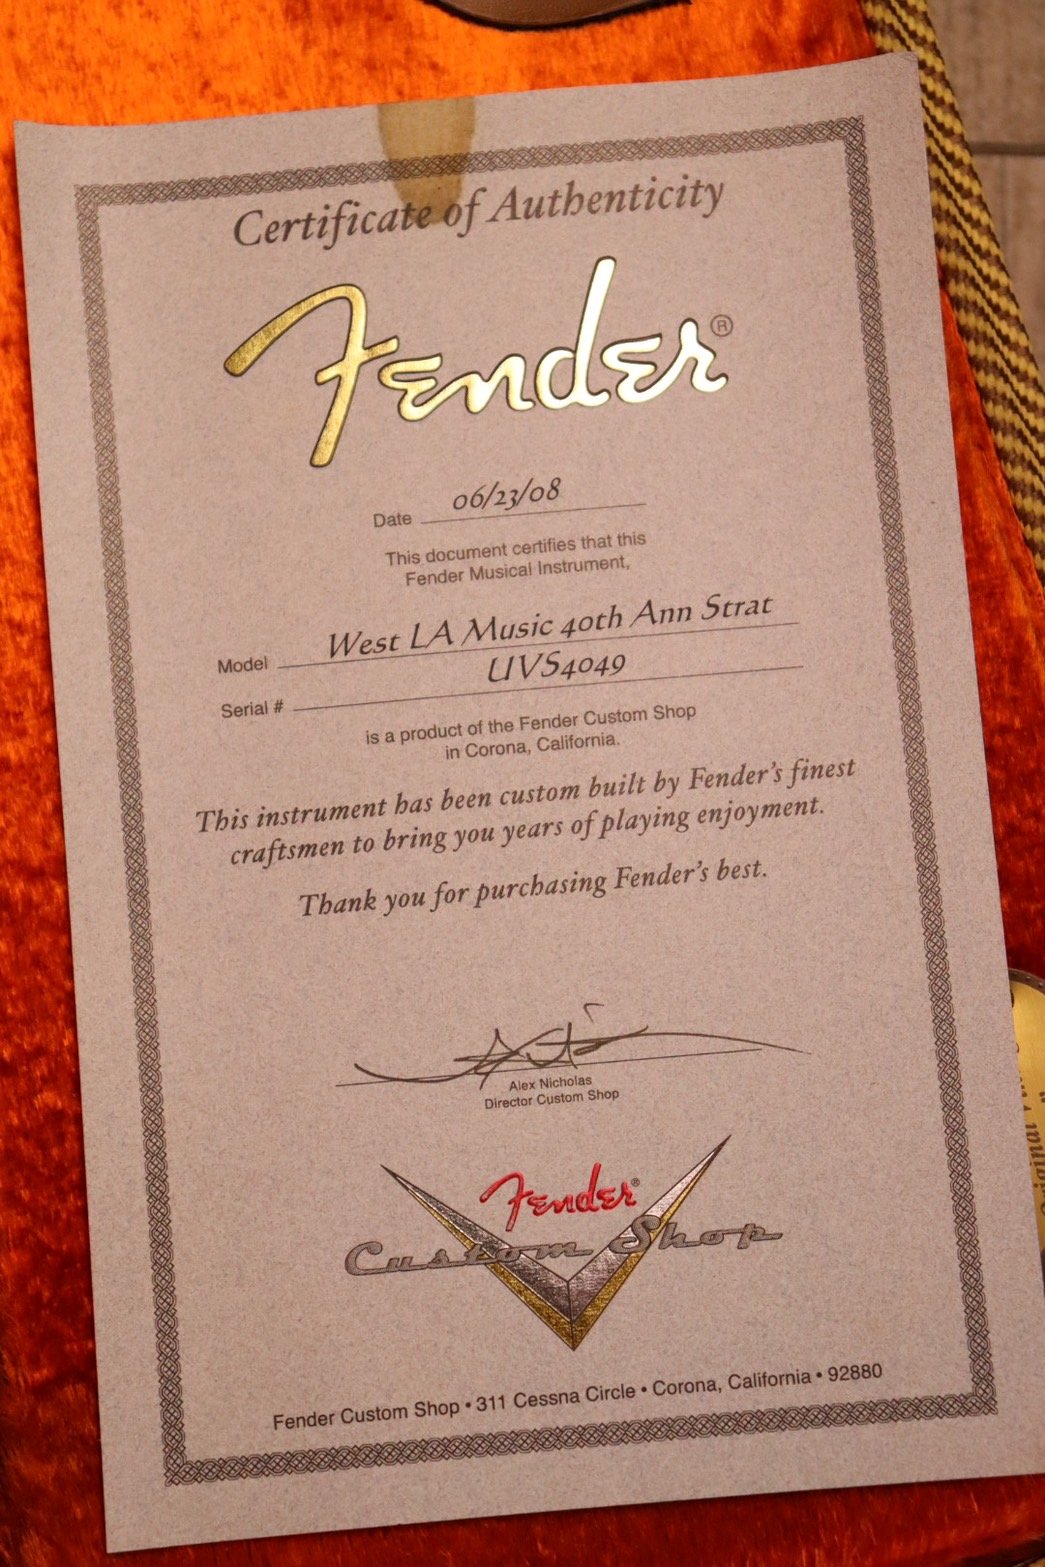 Certificate of Authenticity
Fender®
Date 06/23/08
This document certifies that this
Fender Musical Instrument,
Model West LA Music 40th Ann Strat
Serial # UVS4049
is a product of the Fender Custom Shop
in Corona, California.
This instrument has been custom built by Fender's finest
craftsmen to bring you years of playing enjoyment.
Thank you for purchasing Fender's best.
Alex Nicholas
Director Custom Shop
Fender®
Custom Shop
Fender Custom Shop • 311 Cessna Circle • Corona, California • 92880
Original